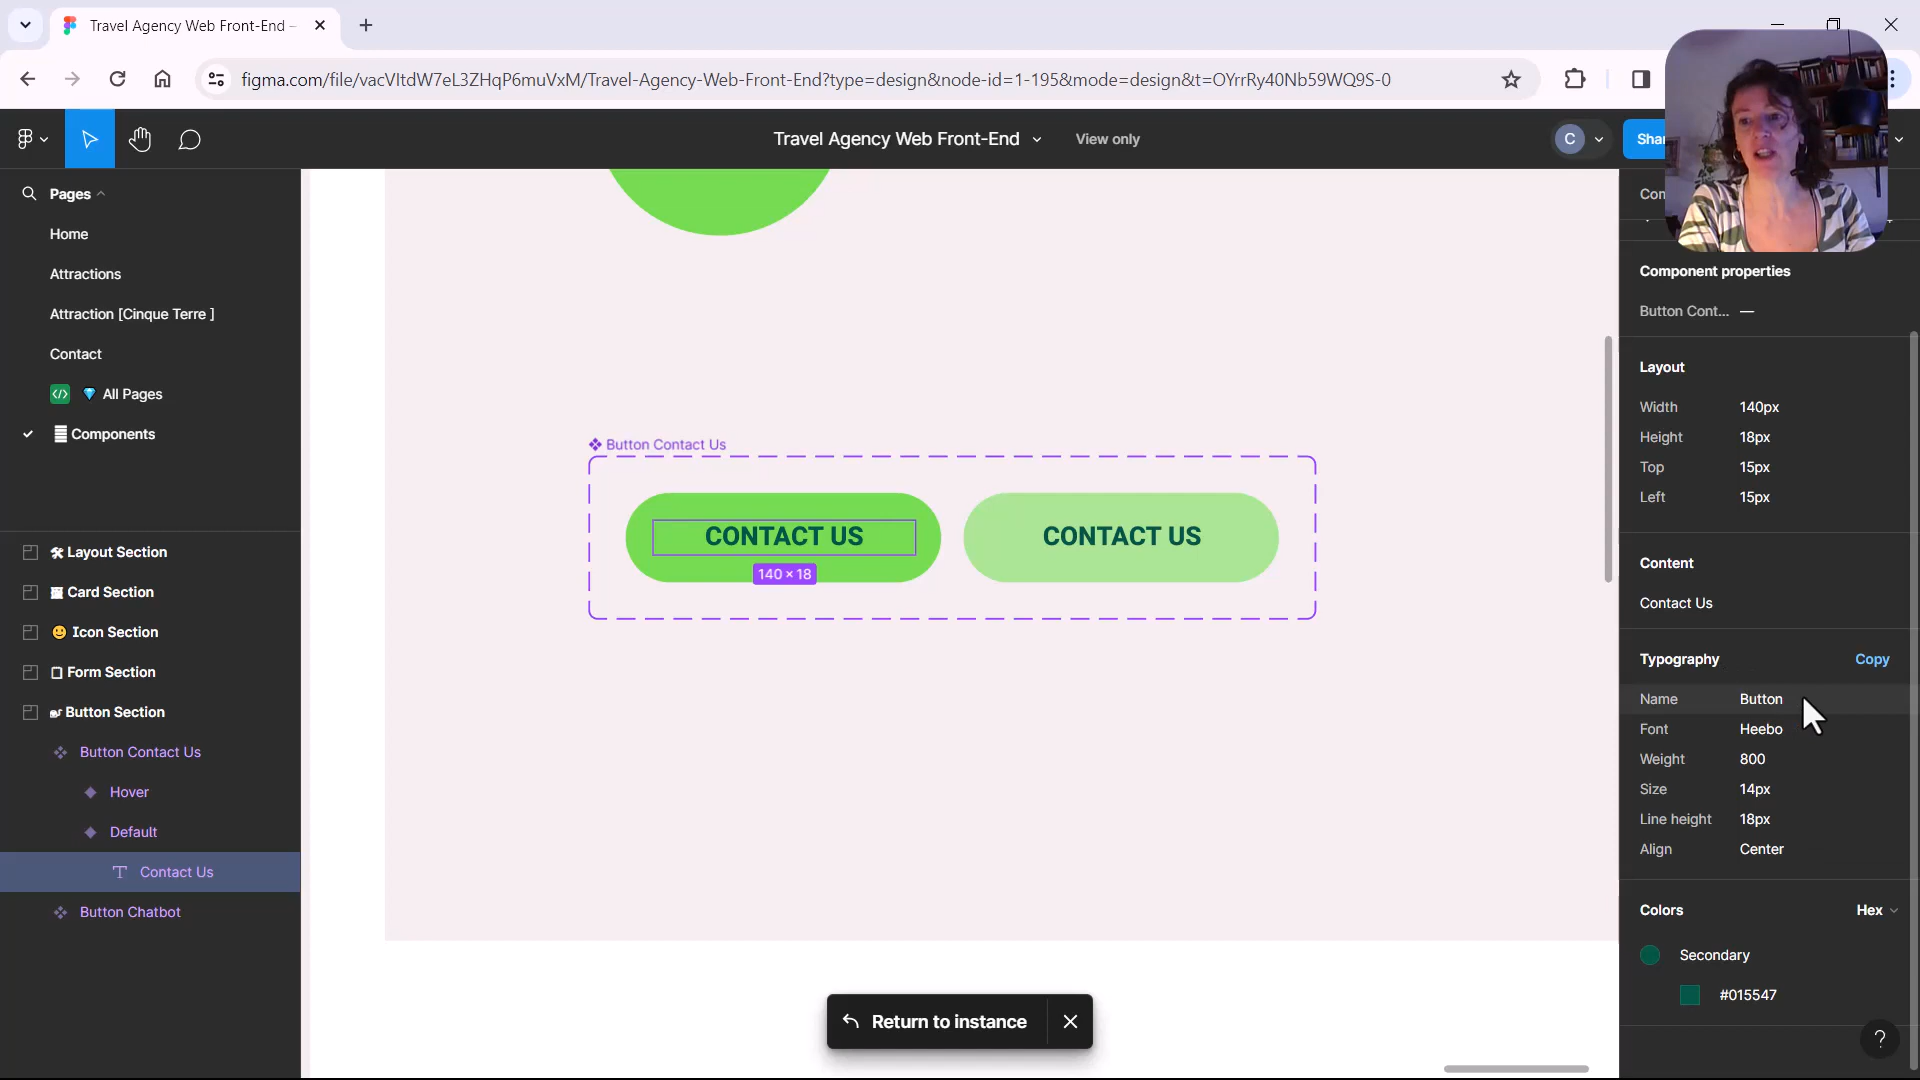 Travel Agency Web Front-End –
figma.com/file/vacVItdW7eL3ZHqP6muVxM/Travel-Agency-Web-Front-End?type=design&node-id=1-195&mode=design&t=OYrrRy40Nb59WQ9S-0
Travel Agency Web Front-End
View only
C
Shar
Pages
Home
Attractions
Attraction [Cinque Terre ]
Contact
All Pages
Components
Layout Section
Card Section
Icon Section
Form Section
Button Section
Button Contact Us
Hover
Default
Contact Us
Button Chatbot
Button Contact Us
CONTACT US
140 × 18
CONTACT US
Return to instance
Com
Component properties
Button Cont... —
Layout
Width 140px
Height 18px
Top 15px
Left 15px
Content
Contact Us
Typography Copy
Name Button
Font Heebo
Weight 800
Size 14px
Line height 18px
Align Center
Colors Hex
Secondary
#015547
?